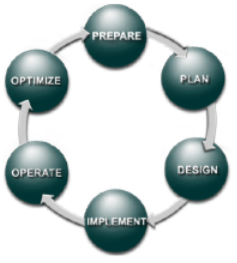 PREPARE
PLAN
DESIGN
IMPLEMENT
OPERATE
OPTIMIZE